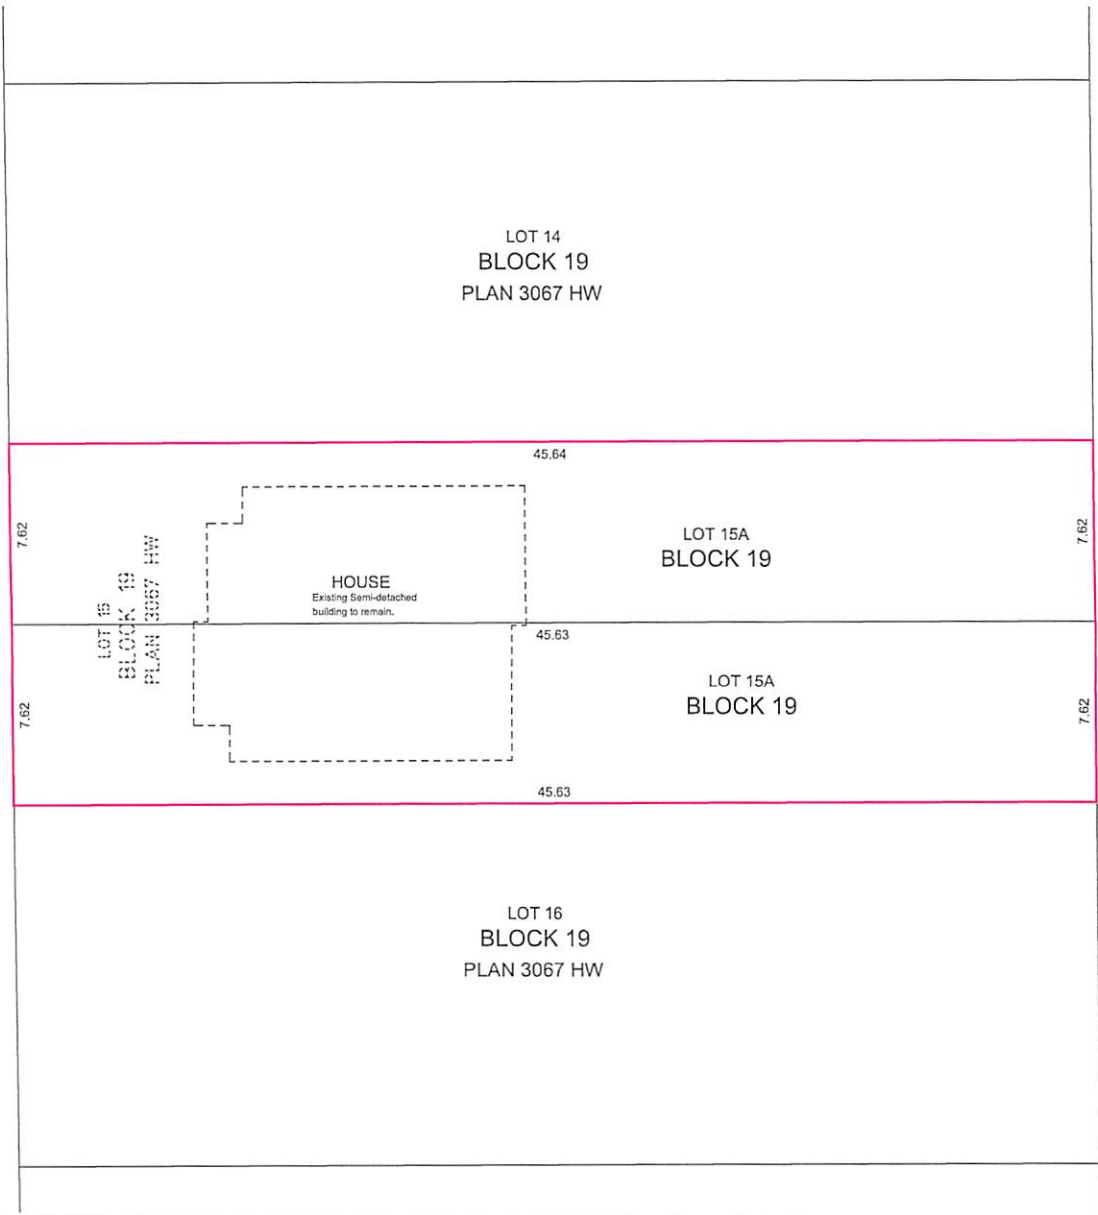 LOT 14
BLOCK 19
PLAN 3067 HW
45.64
7.62
7.62
LOT 15A
BLOCK 19
HOUSE
Existing Semi-detached
building to remain.
LOT 15
BLOCK 19
PLAN 3067 HW
45.63
LOT 15A
BLOCK 19
7.62
7.62
45.63
LOT 16
BLOCK 19
PLAN 3067 HW